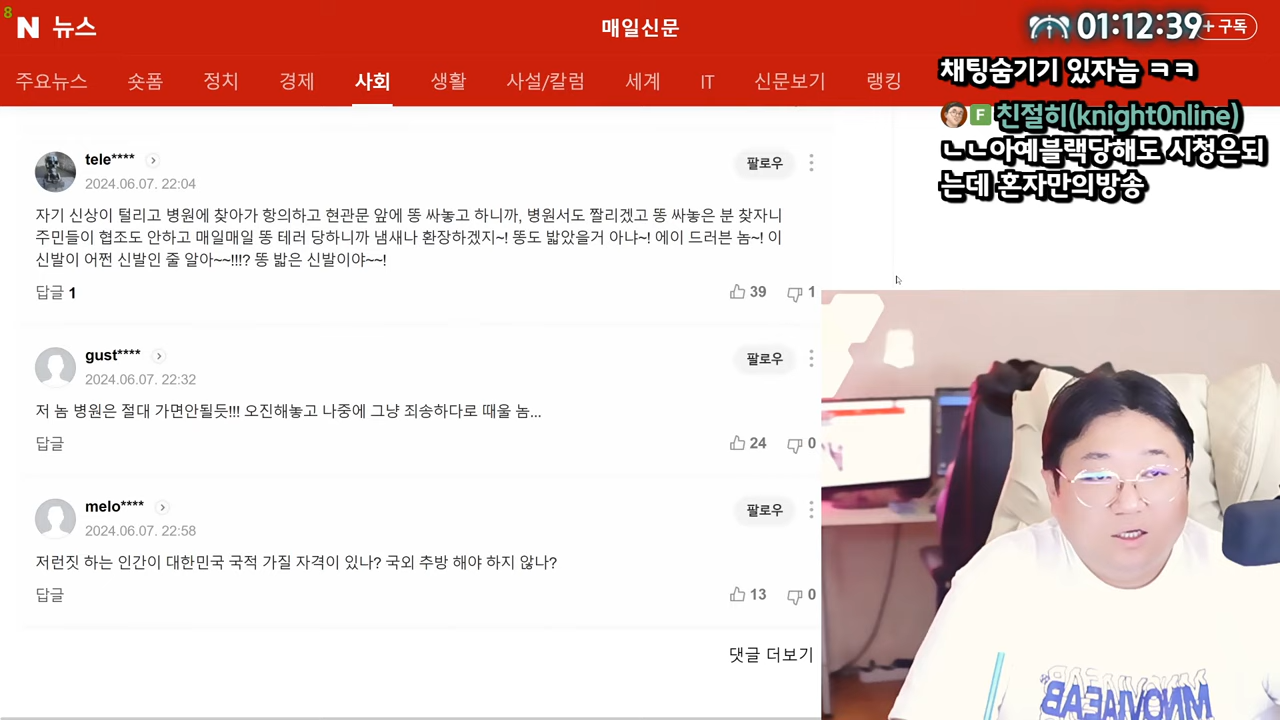 8
N 뉴스
매일신문
01:12:39
+ 구독
주요뉴스 숏폼 정치 경제 사회 생활 사설/칼럼 세계 IT 신문보기 랭킹
채팅숨기기 있자늠 ㅋㅋ
F 친절히(knight0nline)
ㄴㄴ아예블랙당해도 시청은되
는데 혼자만의방송
tele****
팔로우
2024.06.07. 22:04
자기 신상이 털리고 병원에 찾아가 항의하고 현관문 앞에 똥 싸놓고 하니까, 병원서도 짤리겠고 똥 싸놓은 분 찾자니
주민들이 협조도 안하고 매일매일 똥 테러 당하니까 냄새나 환장하겠지~! 똥도 밟았을거 아냐~! 에이 드러븐 놈~! 이
신발이 어쩐 신발인 줄 알아~~!!!? 똥 밟은 신발이야~~!
답글 1
39 1
gust****
팔로우
2024.06.07. 22:32
저 놈 병원은 절대 가면안될듯!!! 오진해놓고 나중에 그냥 죄송하다로 때울 놈...
답글
24 0
melo****
팔로우
2024.06.07. 22:58
저런짓 하는 인간이 대한민국 국적 가질 자격이 있나? 국외 추방 해야 하지 않나?
답글
13 0
댓글 더보기